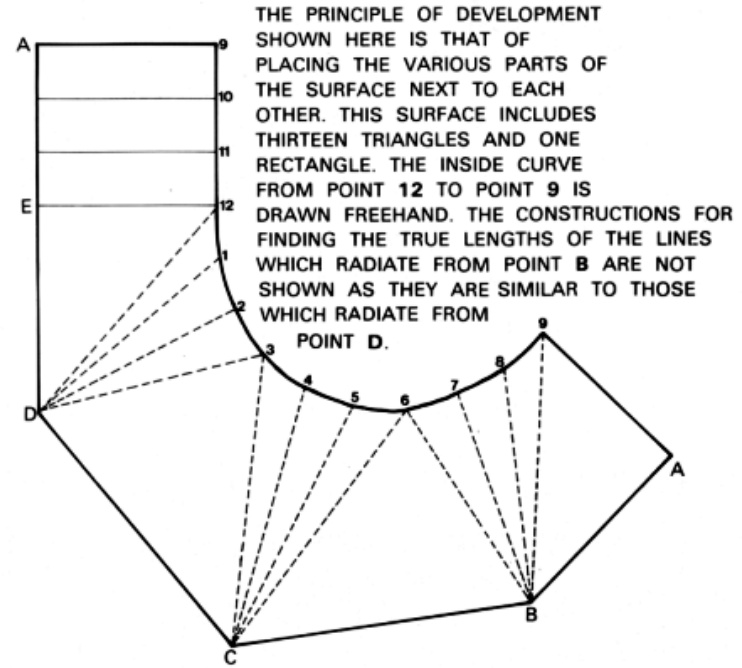 THE PRINCIPLE OF DEVELOPMENT
SHOWN HERE IS THAT OF
PLACING THE VARIOUS PARTS OF
THE SURFACE NEXT TO EACH
OTHER. THIS SURFACE INCLUDES
THIRTEEN TRIANGLES AND ONE
RECTANGLE. THE INSIDE CURVE
FROM POINT 12 TO POINT 9 IS
DRAWN FREEHAND. THE CONSTRUCTIONS FOR
FINDING THE TRUE LENGTHS OF THE LINES
WHICH RADIATE FROM POINT B ARE NOT
SHOWN AS THEY ARE SIMILAR TO THOSE
WHICH RADIATE FROM
POINT D.
A
9
10
11
E
12
1
2
3
4
5
6
7
8
9
D
A
B
C